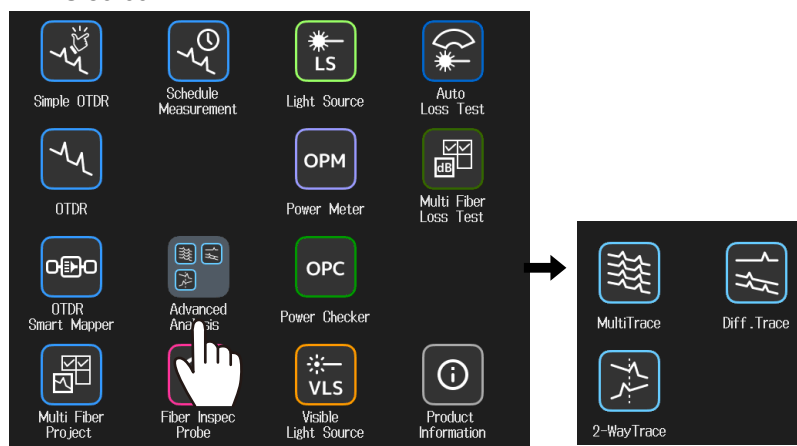 LS
Simple OTDR
Schedule
Measurement
Light Source
Auto
Loss Test
OPM
dB
OTDR
Power Meter
Multi Fiber
Loss Test
OPC
OTDR
Smart Mapper
Advanced
Power Checker
MultiTrace
Diff.Trace
VLS
Multi Fiber
Project
Fiber Inspec
Probe
Visible
Light Source
Product
Information
2-WayTrace